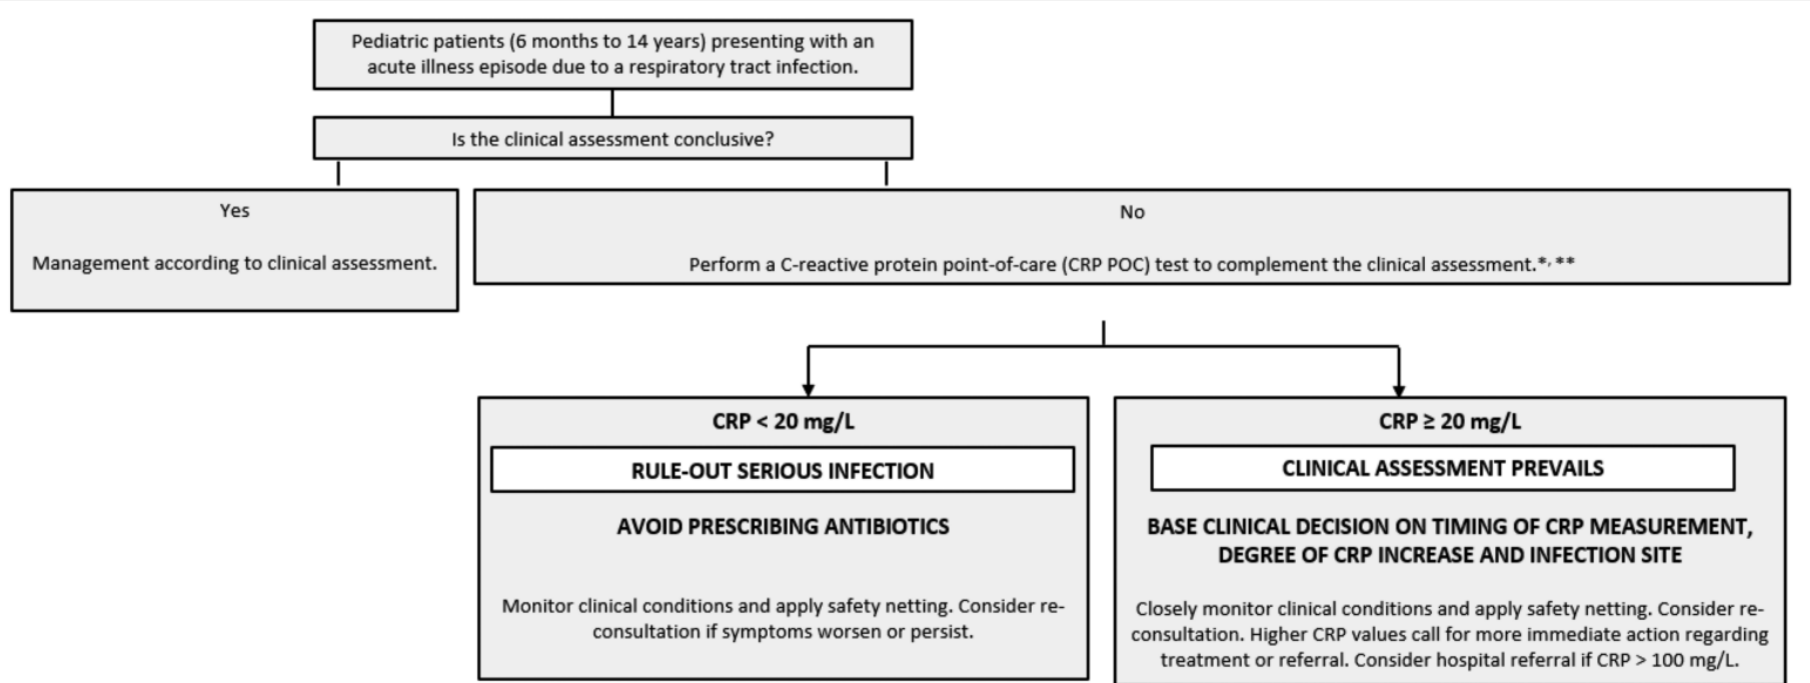 Pediatric patients (6 months to 14 years) presenting with an
acute illness episode due to a respiratory tract infection.
Is the clinical assessment conclusive?
Yes
Management according to clinical assessment.
No
Perform a C-reactive protein point-of-care (CRP POC) test to complement the clinical assessment.*, **
CRP < 20 mg/L
RULE-OUT SERIOUS INFECTION
AVOID PRESCRIBING ANTIBIOTICS
Monitor clinical conditions and apply safety netting. Consider re-
consultation if symptoms worsen or persist.
CRP ≥ 20 mg/L
CLINICAL ASSESSMENT PREVAILS
BASE CLINICAL DECISION ON TIMING OF CRP MEASUREMENT,
DEGREE OF CRP INCREASE AND INFECTION SITE
Closely monitor clinical conditions and apply safety netting. Consider re-
consultation. Higher CRP values call for more immediate action regarding
treatment or referral. Consider hospital referral if CRP > 100 mg/L.